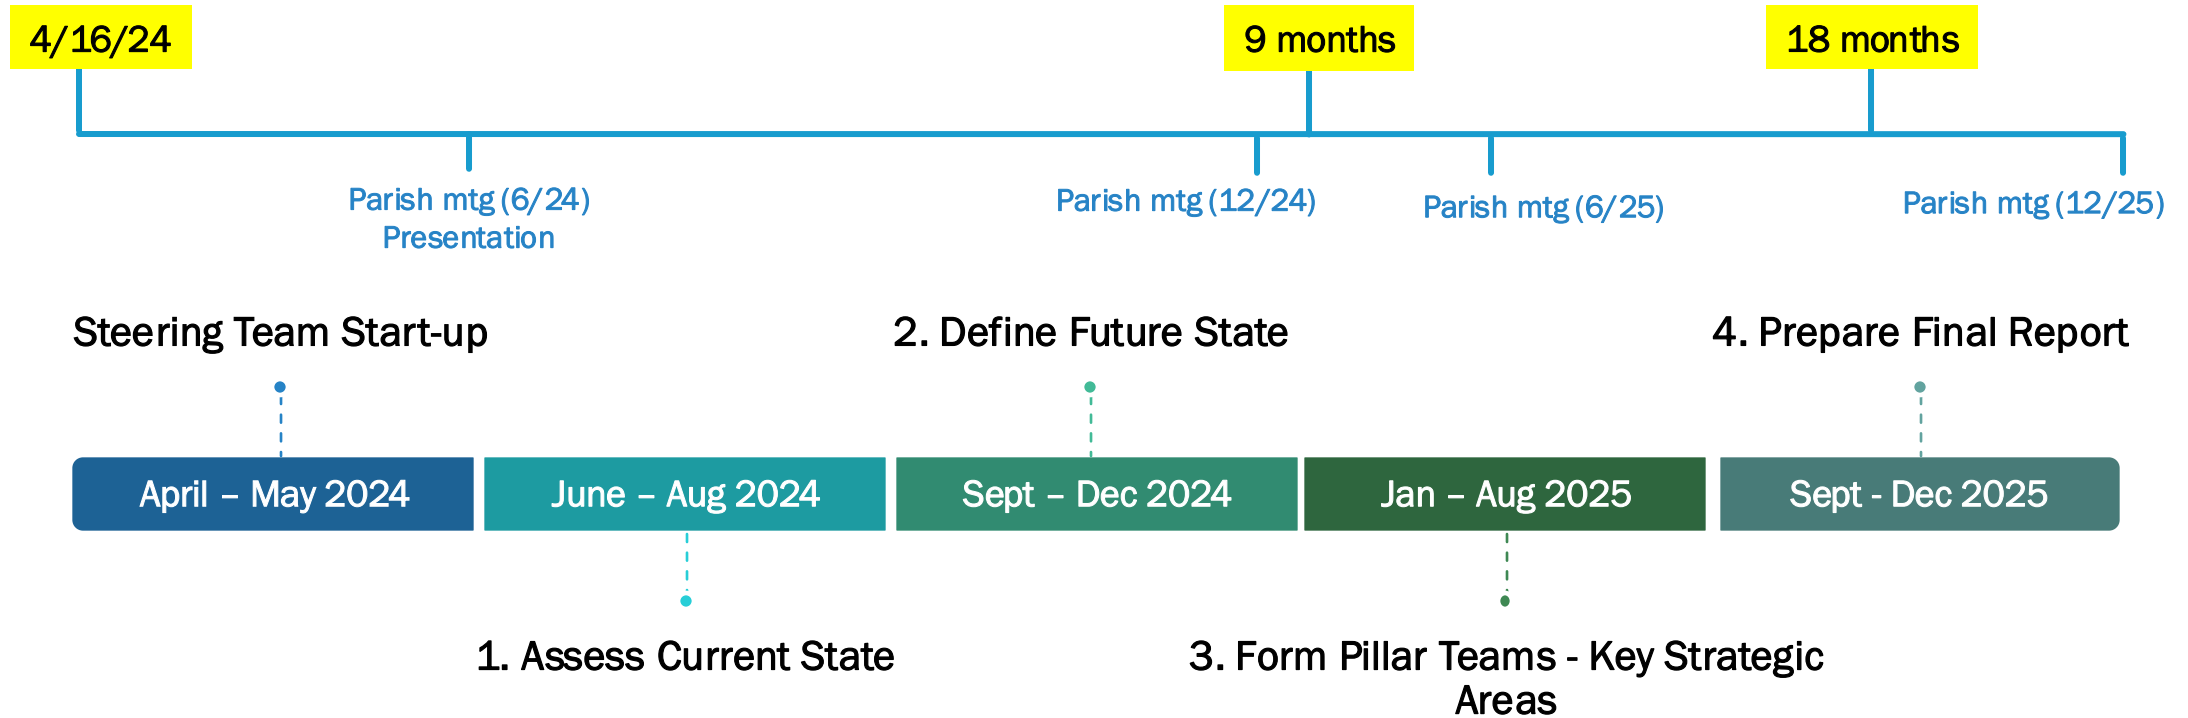 4/16/24
9 months
18 months
Parish mtg (6/24)
Presentation
Parish mtg (12/24)
Parish mtg (6/25)
Parish mtg (12/25)
Steering Team Start-up
2. Define Future State
4. Prepare Final Report
April – May 2024
June – Aug 2024
Sept – Dec 2024
Jan – Aug 2025
Sept - Dec 2025
1. Assess Current State
3. Form Pillar Teams - Key Strategic
Areas